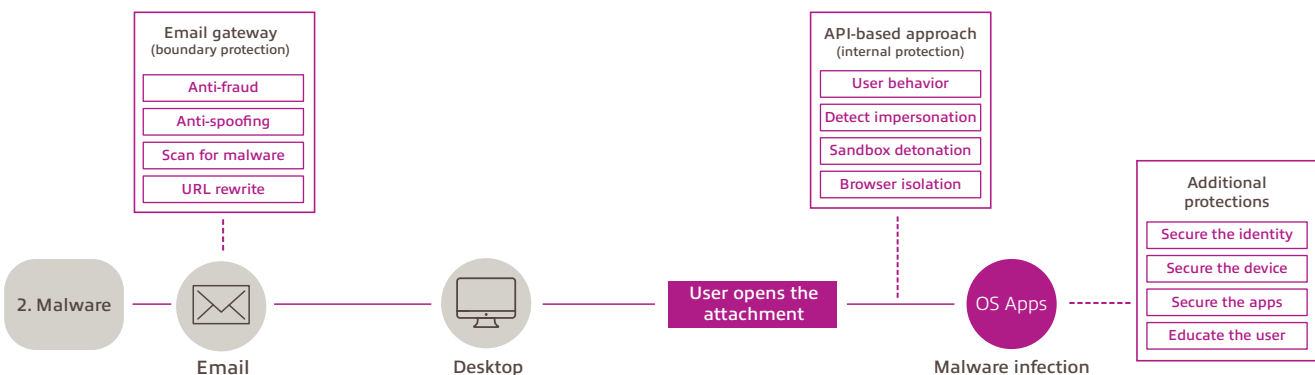 Email gateway
(boundary protection)
Anti-fraud
Anti-spoofing
Scan for malware
URL rewrite
API-based approach
(internal protection)
User behavior
Detect impersonation
Sandbox detonation
Browser isolation
Additional
protections
Secure the identity
Secure the device
Secure the apps
Educate the user
2. Malware
Email
Desktop
User opens the
attachment
OS Apps
Malware infection